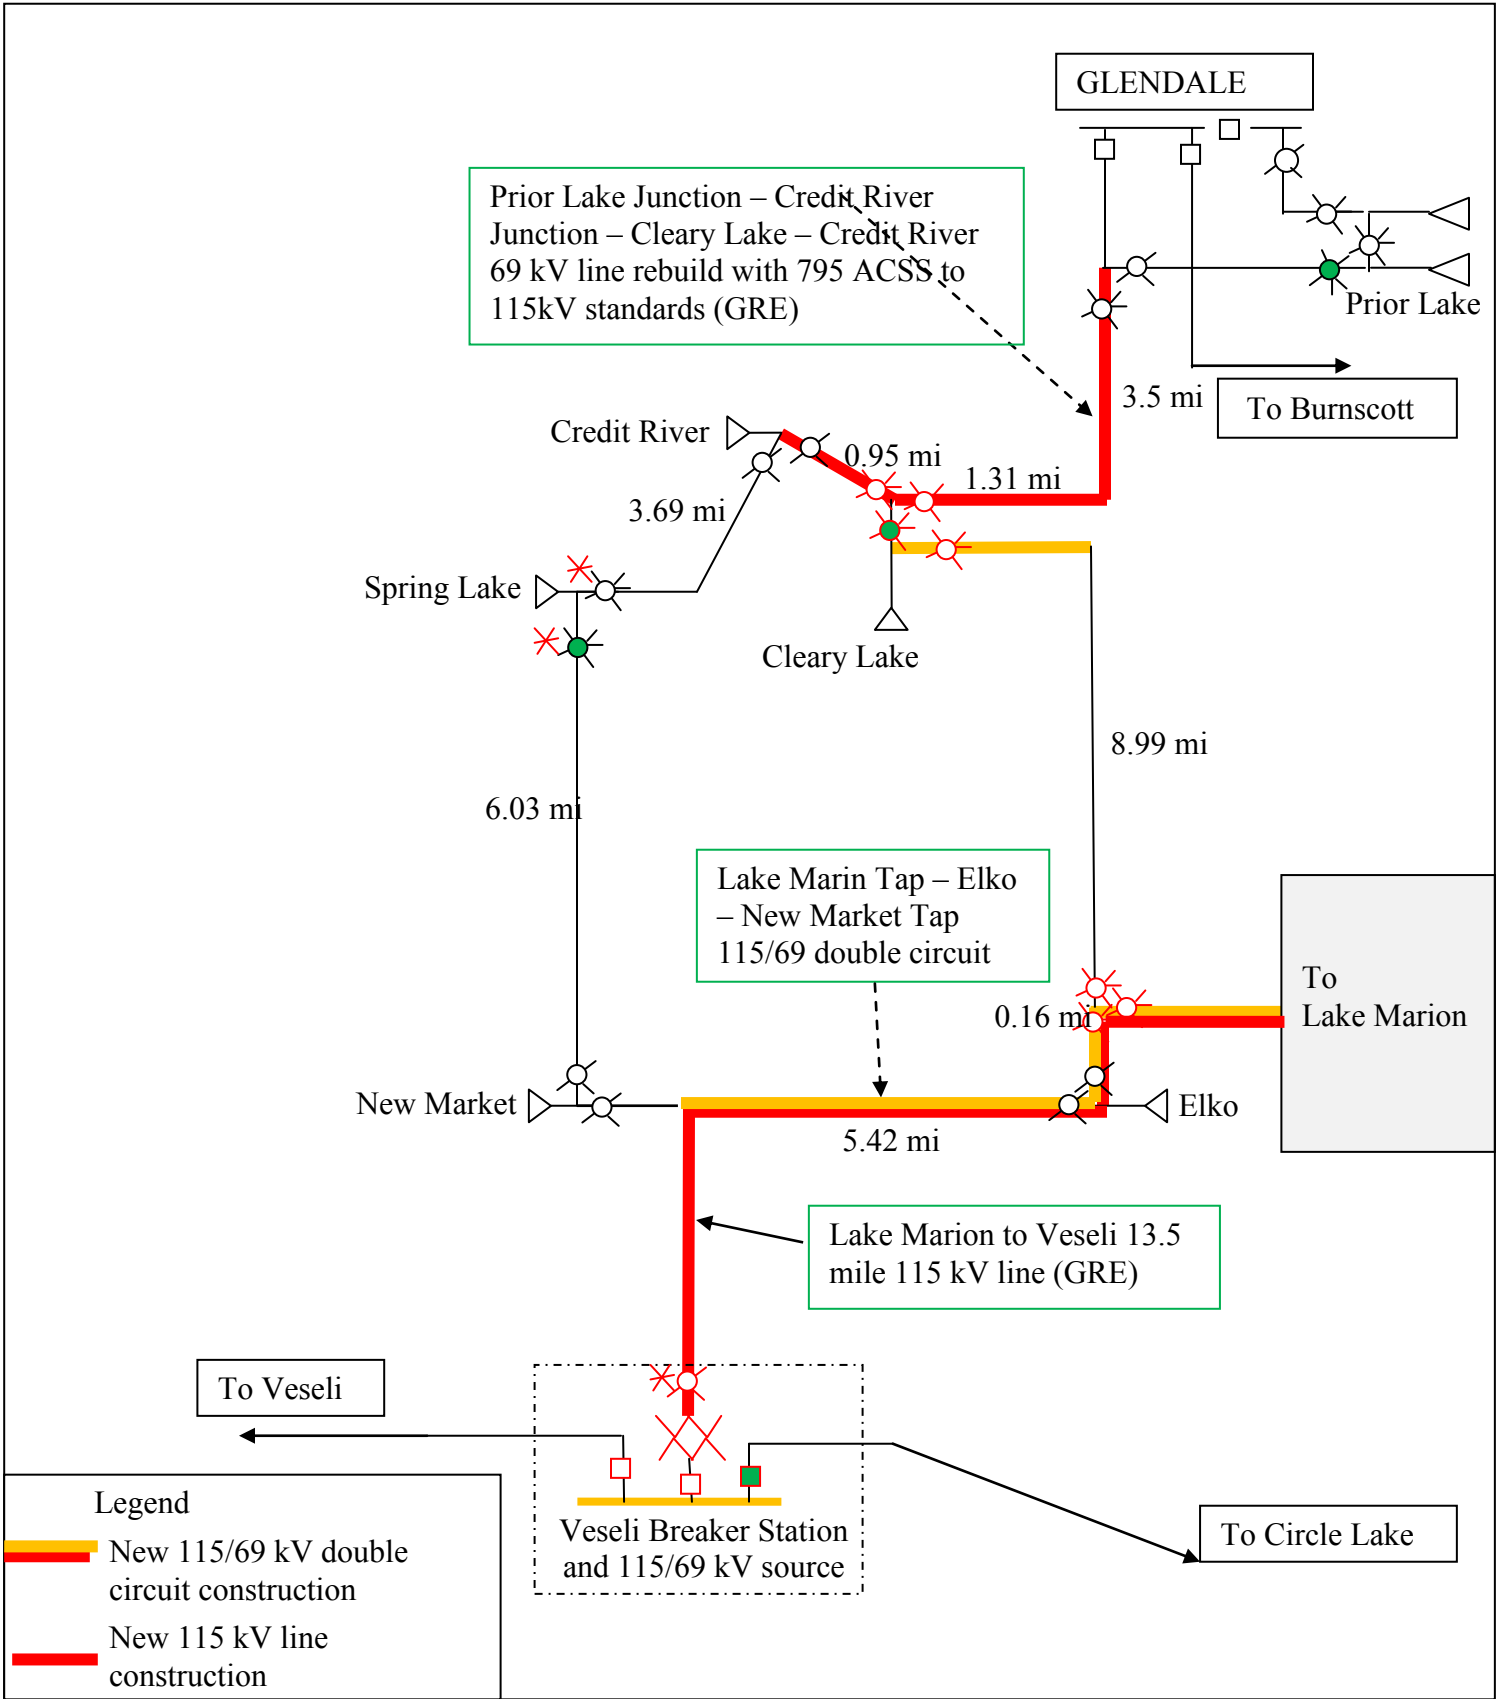 GLENDALE
Prior Lake Junction – Credit River
Junction – Cleary Lake – Credit River
69 kV line rebuild with 795 ACSS to
115kV standards (GRE)
Prior Lake
3.5 mi
To Burnscott
Credit River
0.95 mi
1.31 mi
3.69 mi
Spring Lake
Cleary Lake
8.99 mi
6.03 mi
Lake Marin Tap – Elko
– New Market Tap
115/69 double circuit
To
Lake Marion
0.16 mi
New Market
Elko
5.42 mi
Lake Marion to Veseli 13.5
mile 115 kV line (GRE)
To Veseli
Veseli Breaker Station
and 115/69 kV source
To Circle Lake
Legend
New 115/69 kV double
circuit construction
New 115 kV line
construction